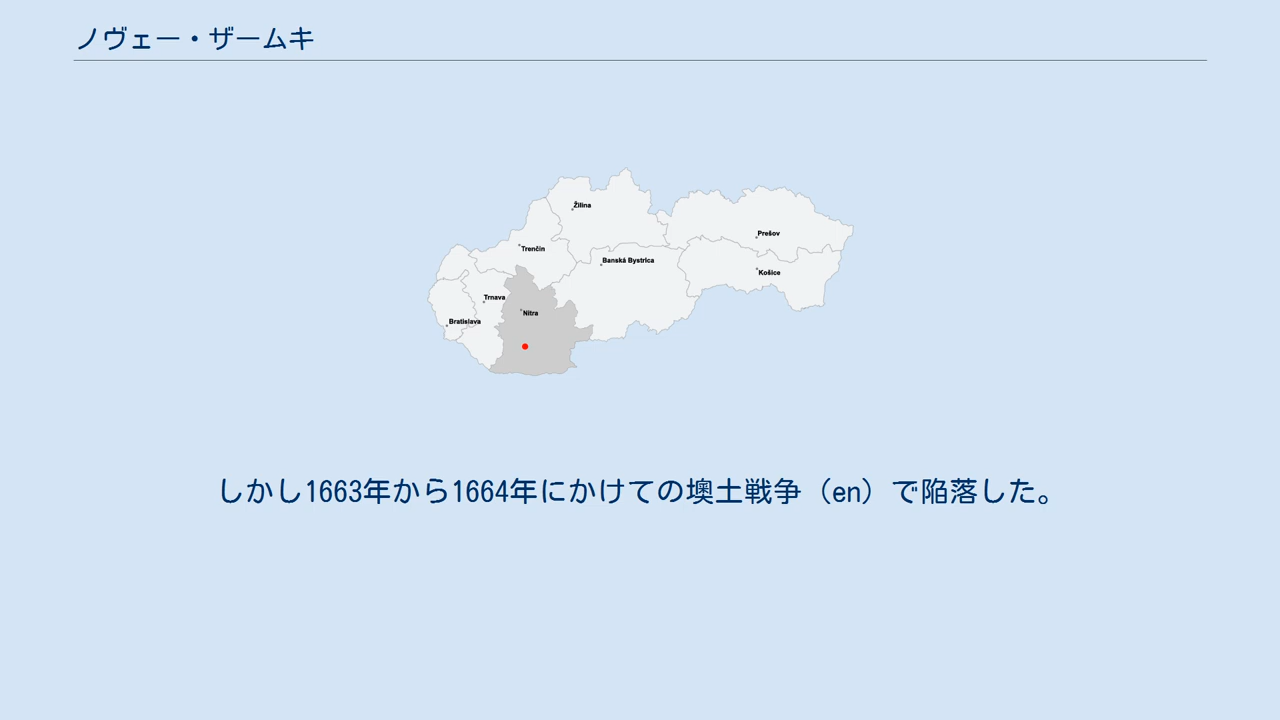 ノヴェー・ザームキ
Žilina
Prešov
Trenčín
Banská Bystrica
Košice
Trnava
Nitra
Bratislava
しかし1663年から1664年にかけての墺土戦争（en）で陥落した。